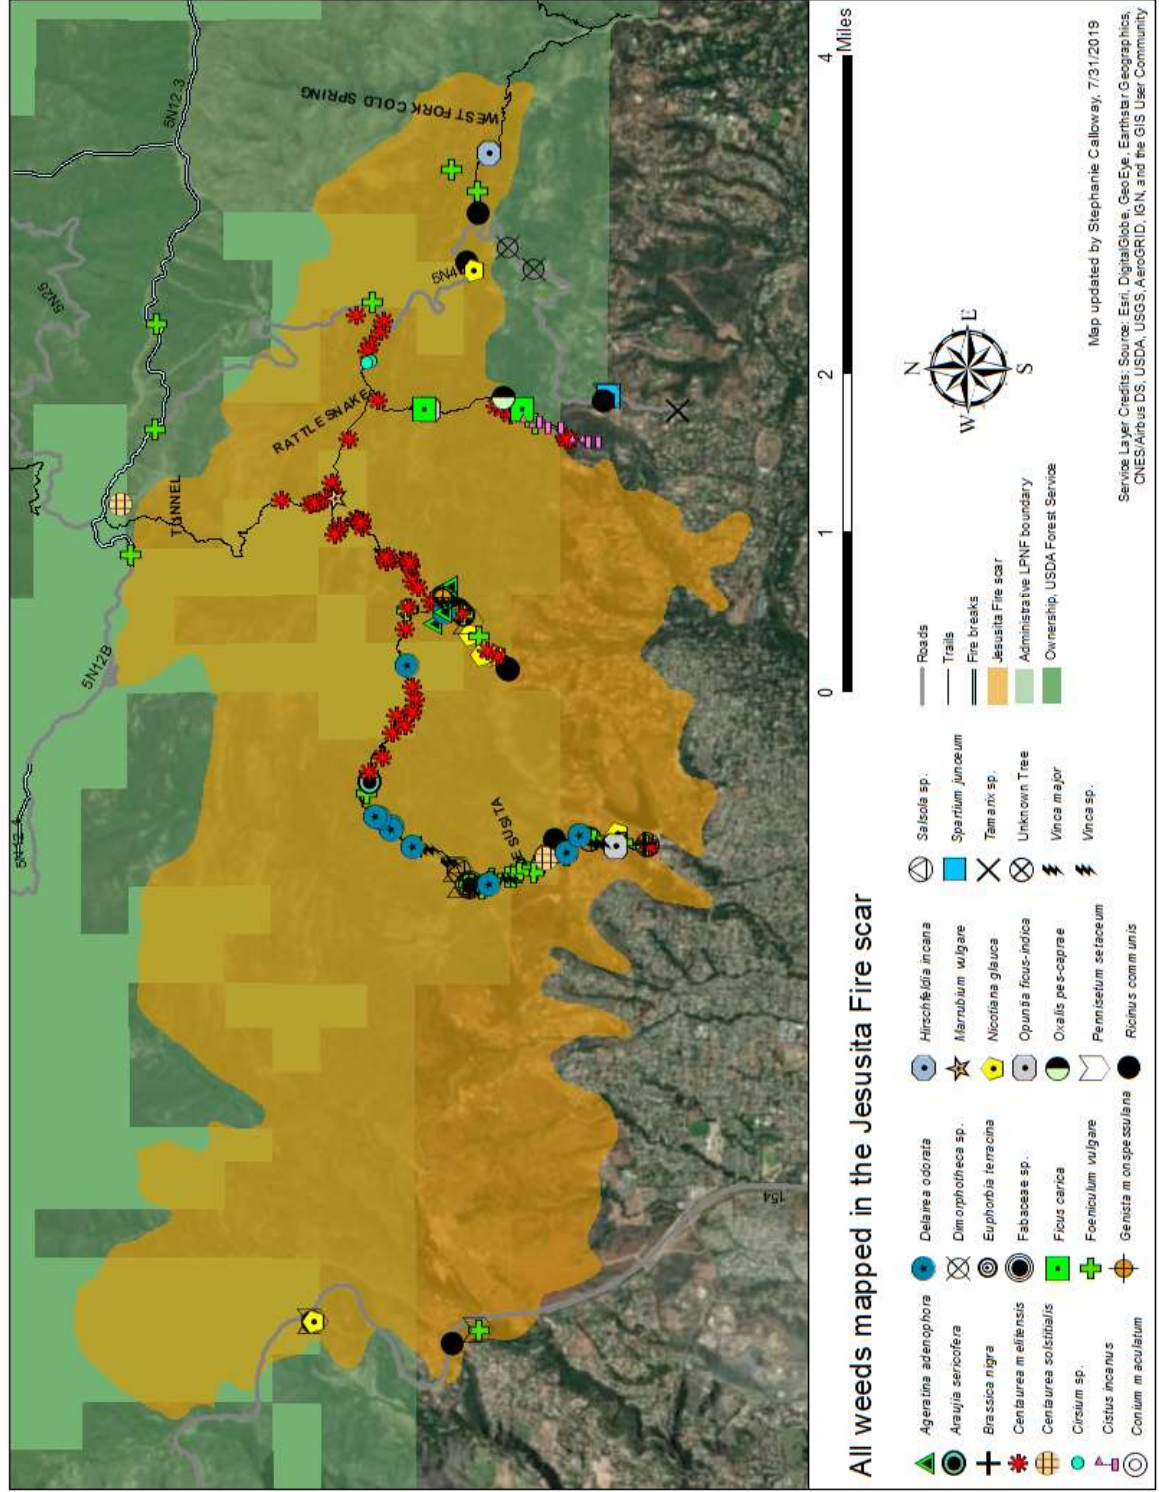 5N12.3
5N25
WEST FORK COLD SPRING
5N4
RATTLESNAKE
TUNNEL
5N12B
ESUSITA
154
All weeds mapped in the Jesusita Fire scar
0 1 2 4
Miles
Ageratina adenophora
Araujia sericofera
Brassica nigra
Centaurea melitensis
Centaurea solstitialis
Cirsium sp.
Cistus incanus
Conium maculatum
Delairea odorata
Dimorphotheca sp.
Euphorbia terracina
Fabaceae sp.
Ficus carica
Foeniculum vulgare
Genista monspessulana
Hirschfeldia incana
Marrubium vulgare
Nicotiana glauca
Opuntia ficus-indica
Oxalis pes-caprae
Pennisetum setaceum
Ricinus communis
Salsola sp.
Spartium junceum
Tamarix sp.
Unknown Tree
Vinca major
Vinca sp.
Roads
Trails
Fire breaks
Jesusita Fire scar
Administrative LPNF boundary
Ownership, USDA Forest Service
N
W
E
S
Map updated by Stephanie Calloway, 7/31/2019
Service Layer Credits: Source: Esri, DigitalGlobe, GeoEye, Earthstar Geographics,
CNES/Airbus DS, USDA, USGS, AeroGRID, IGN, and the GIS User Community